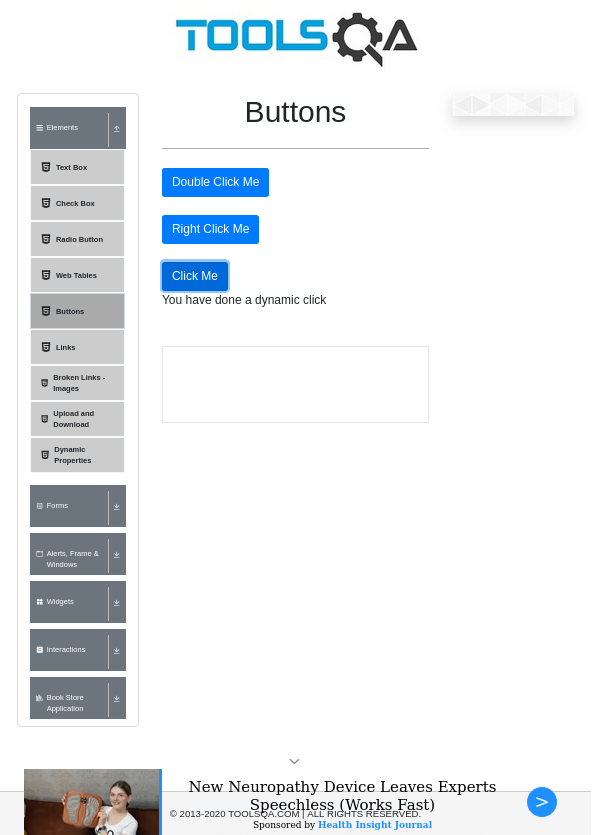 TOOLSQA
Buttons
Elements
Text Box
Check Box
Radio Button
Web Tables
Buttons
Links
Broken Links -
Images
Upload and
Download
Dynamic
Properties
Forms
Alerts, Frame &
Windows
Widgets
Interactions
Book Store
Application
Double Click Me
Right Click Me
Click Me
You have done a dynamic click
New Neuropathy Device Leaves Experts
Speechless (Works Fast)
© 2013-2020 TOOLSQA.COM | ALL RIGHTS RESERVED.
Sponsored by Health Insight Journal